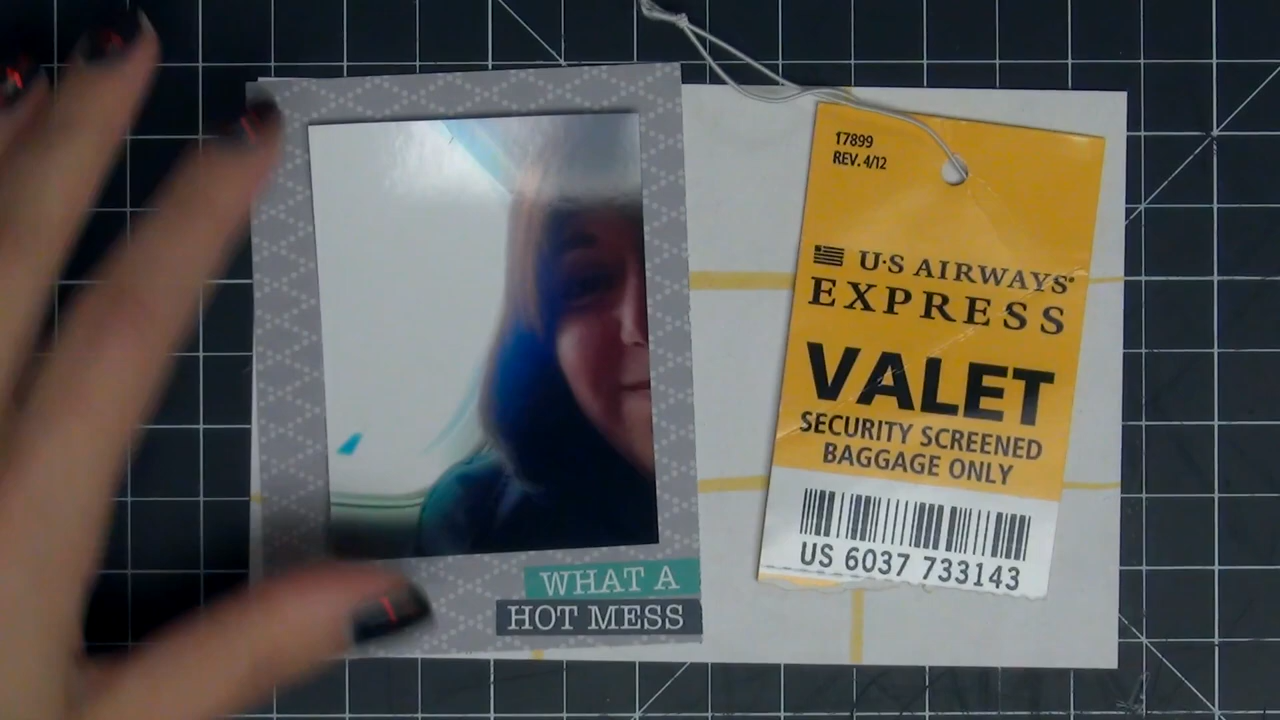 WHAT A
HOT MESS
17899
REV. 4/12
U·S AIRWAYS®
EXPRESS
VALET
SECURITY SCREENED
BAGGAGE ONLY
US 6037 733143